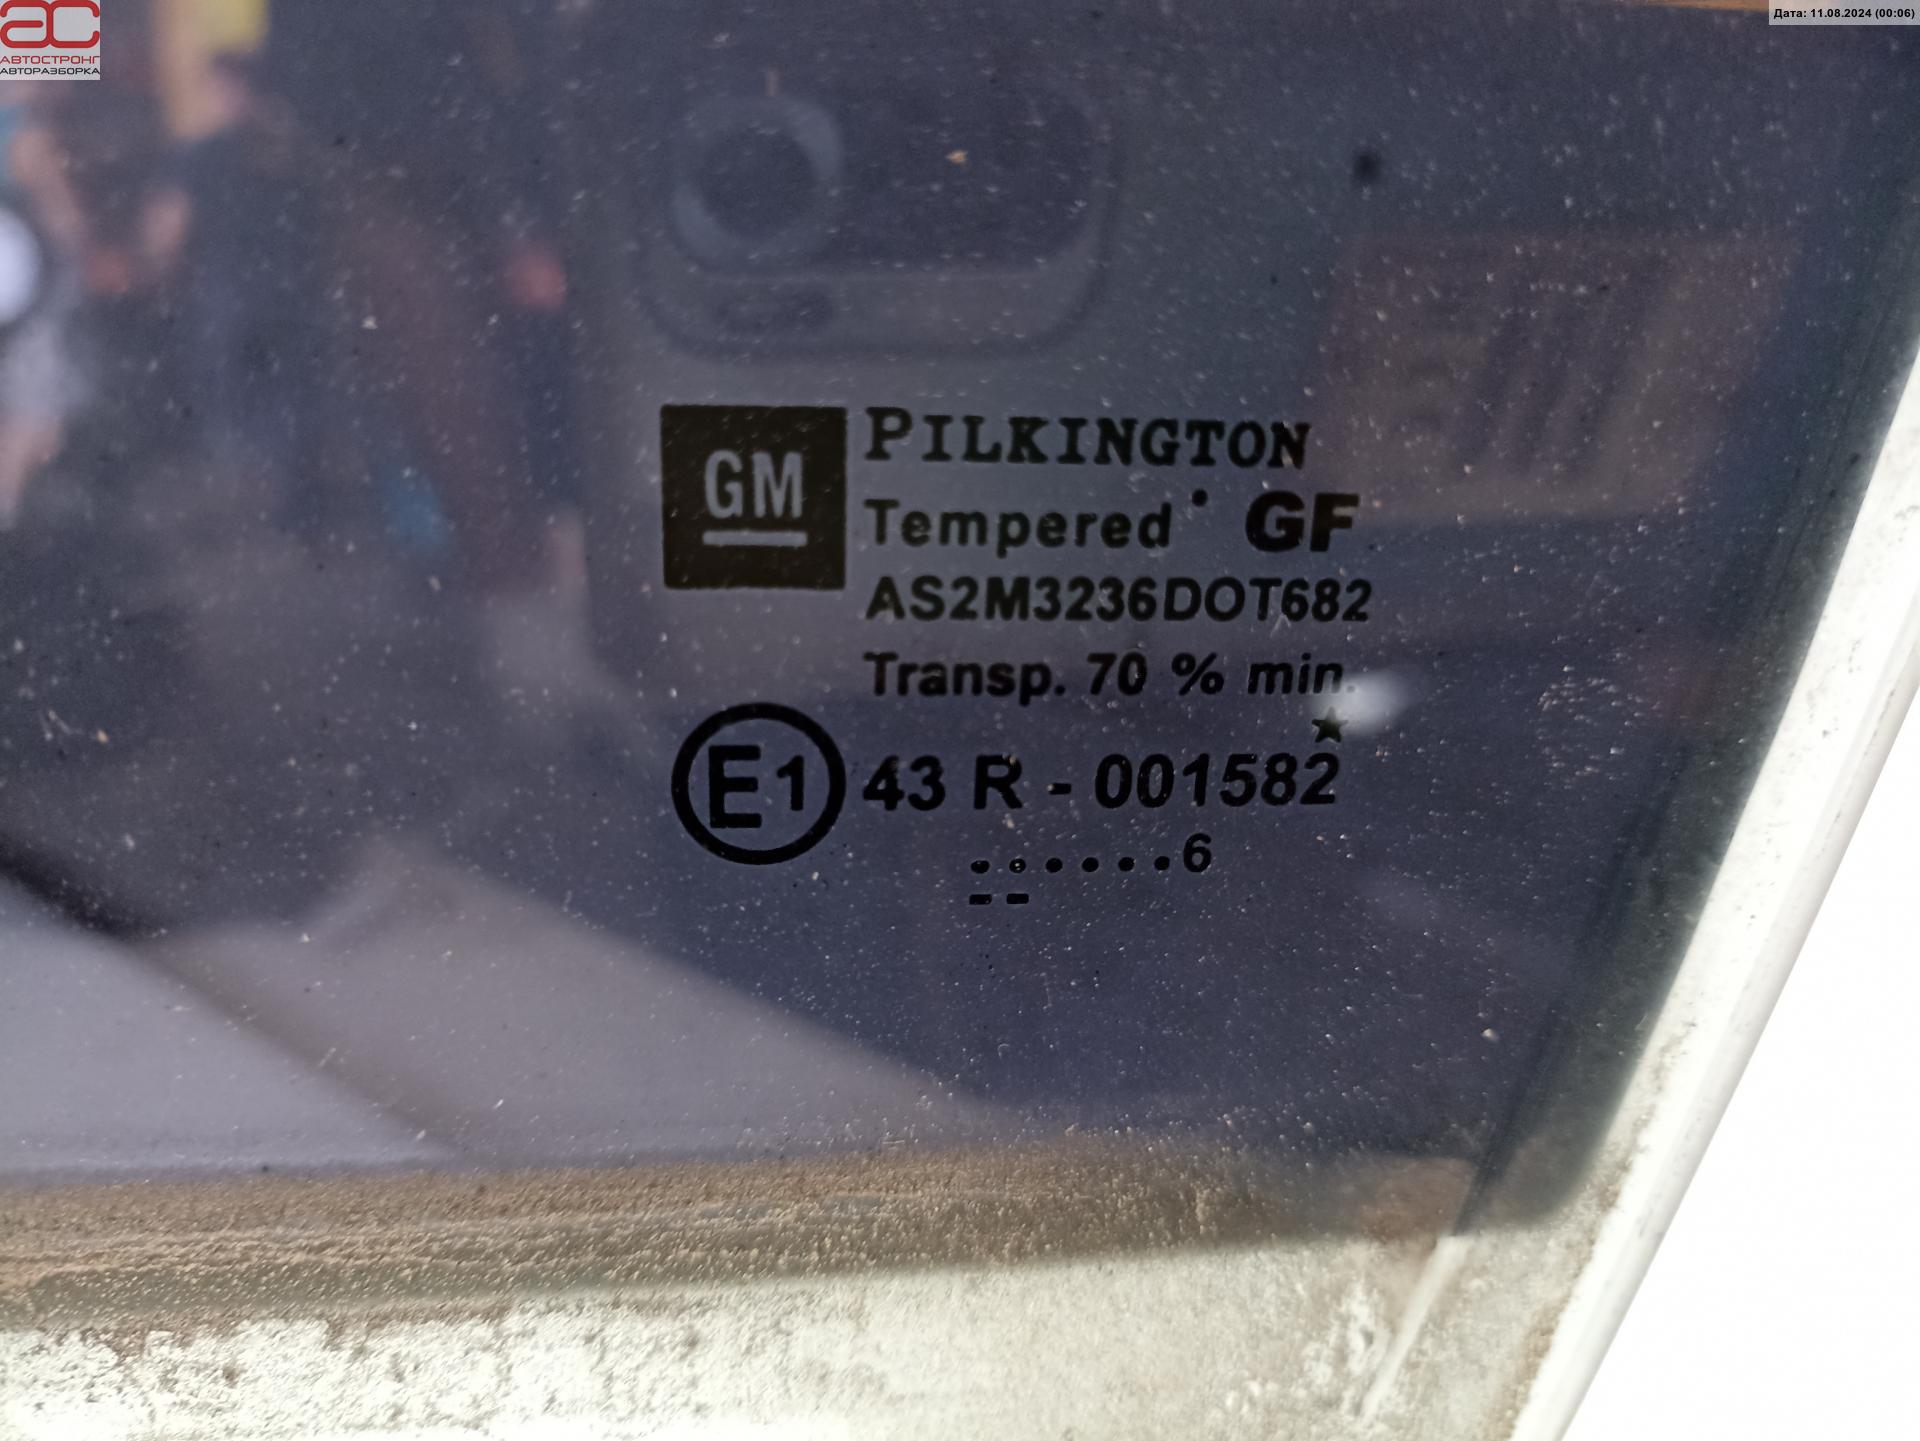 ac
АВТОСТРОНГ
АВТОРАЗБОРКА
Дата: 11.08.2024 (00:06)
GM
PILKINGTON
Tempered GF
AS2M3236DOT682
Transp. 70 % min.
E1 43 R - 001582
......6